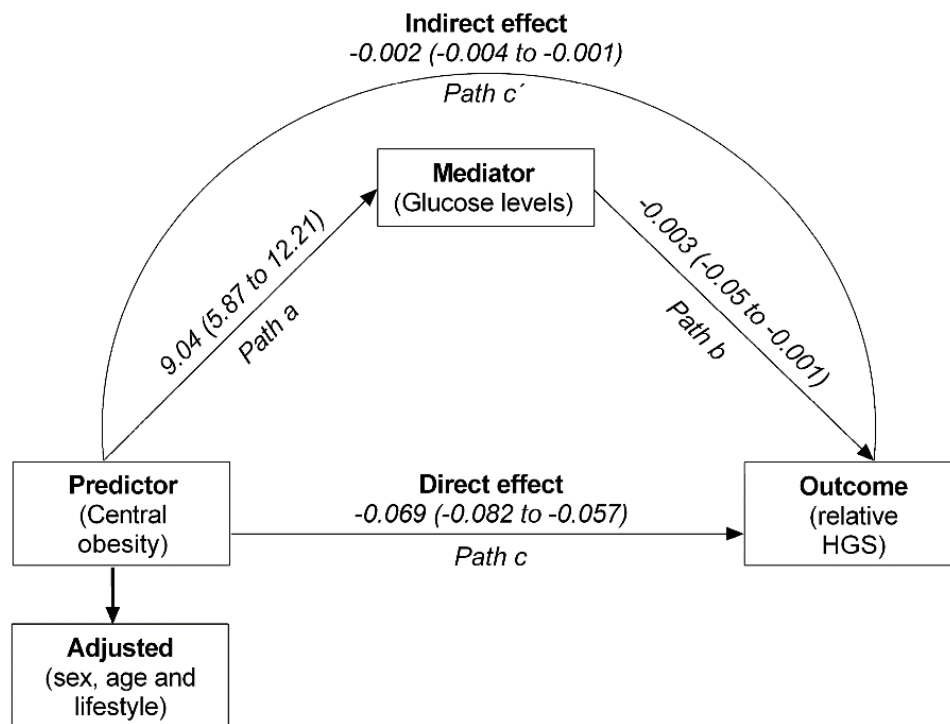 Indirect effect
-0.002 (-0.004 to -0.001)
Path c´
Mediator
(Glucose levels)
9.04 (5.87 to 12.21)
Path a
-0.003 (-0.05 to -0.001)
Path b
Predictor
(Central
obesity)
Direct effect
-0.069 (-0.082 to -0.057)
Path c
Outcome
(relative
HGS)
Adjusted
(sex, age and
lifestyle)